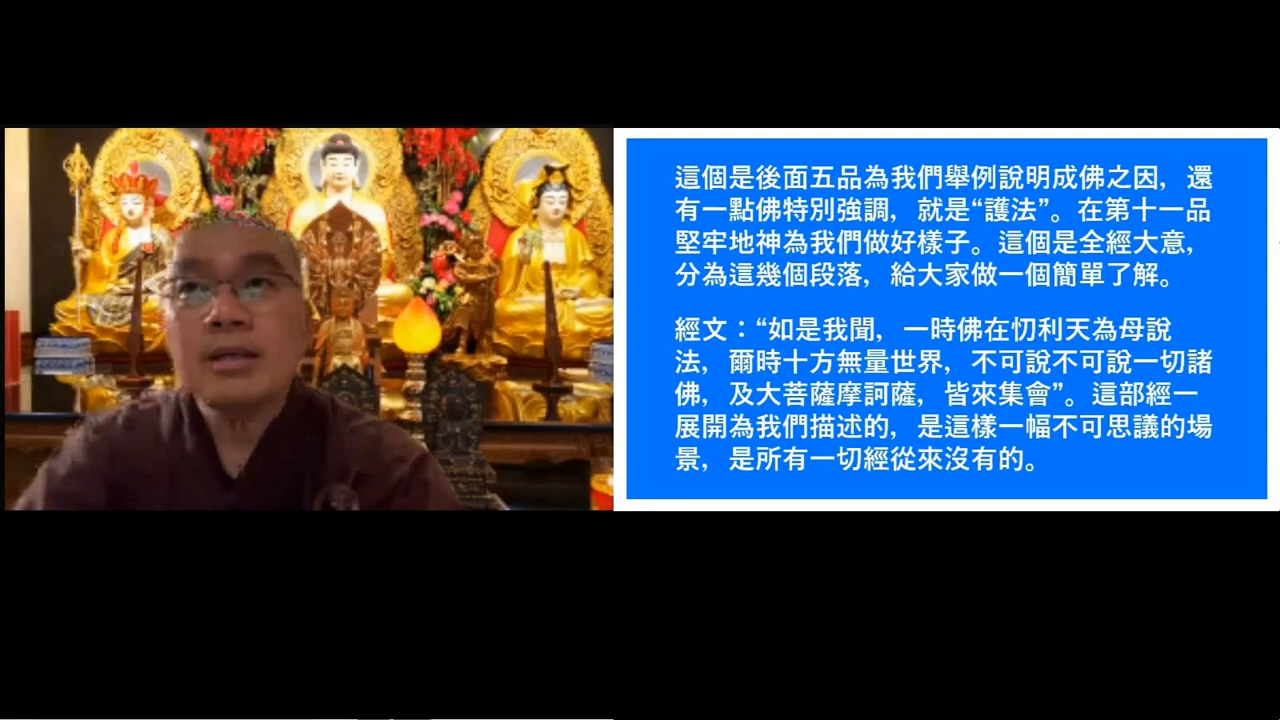 這個是後面五品為我們舉例說明成佛之因，還
有一點佛特別強調，就是“護法”。在第十一品
堅牢地神為我們做好樣子。這個是全經大意，
分為這幾個段落，給大家做一個簡單了解。
經文：“如是我聞，一時佛在忉利天為母說
法，爾時十方無量世界，不可說不可說一切諸
佛，及大菩薩摩訶薩，皆來集會”。這部經一
展開為我們描述的，是這樣一幅不可思議的場
景，是所有一切經從來沒有的。